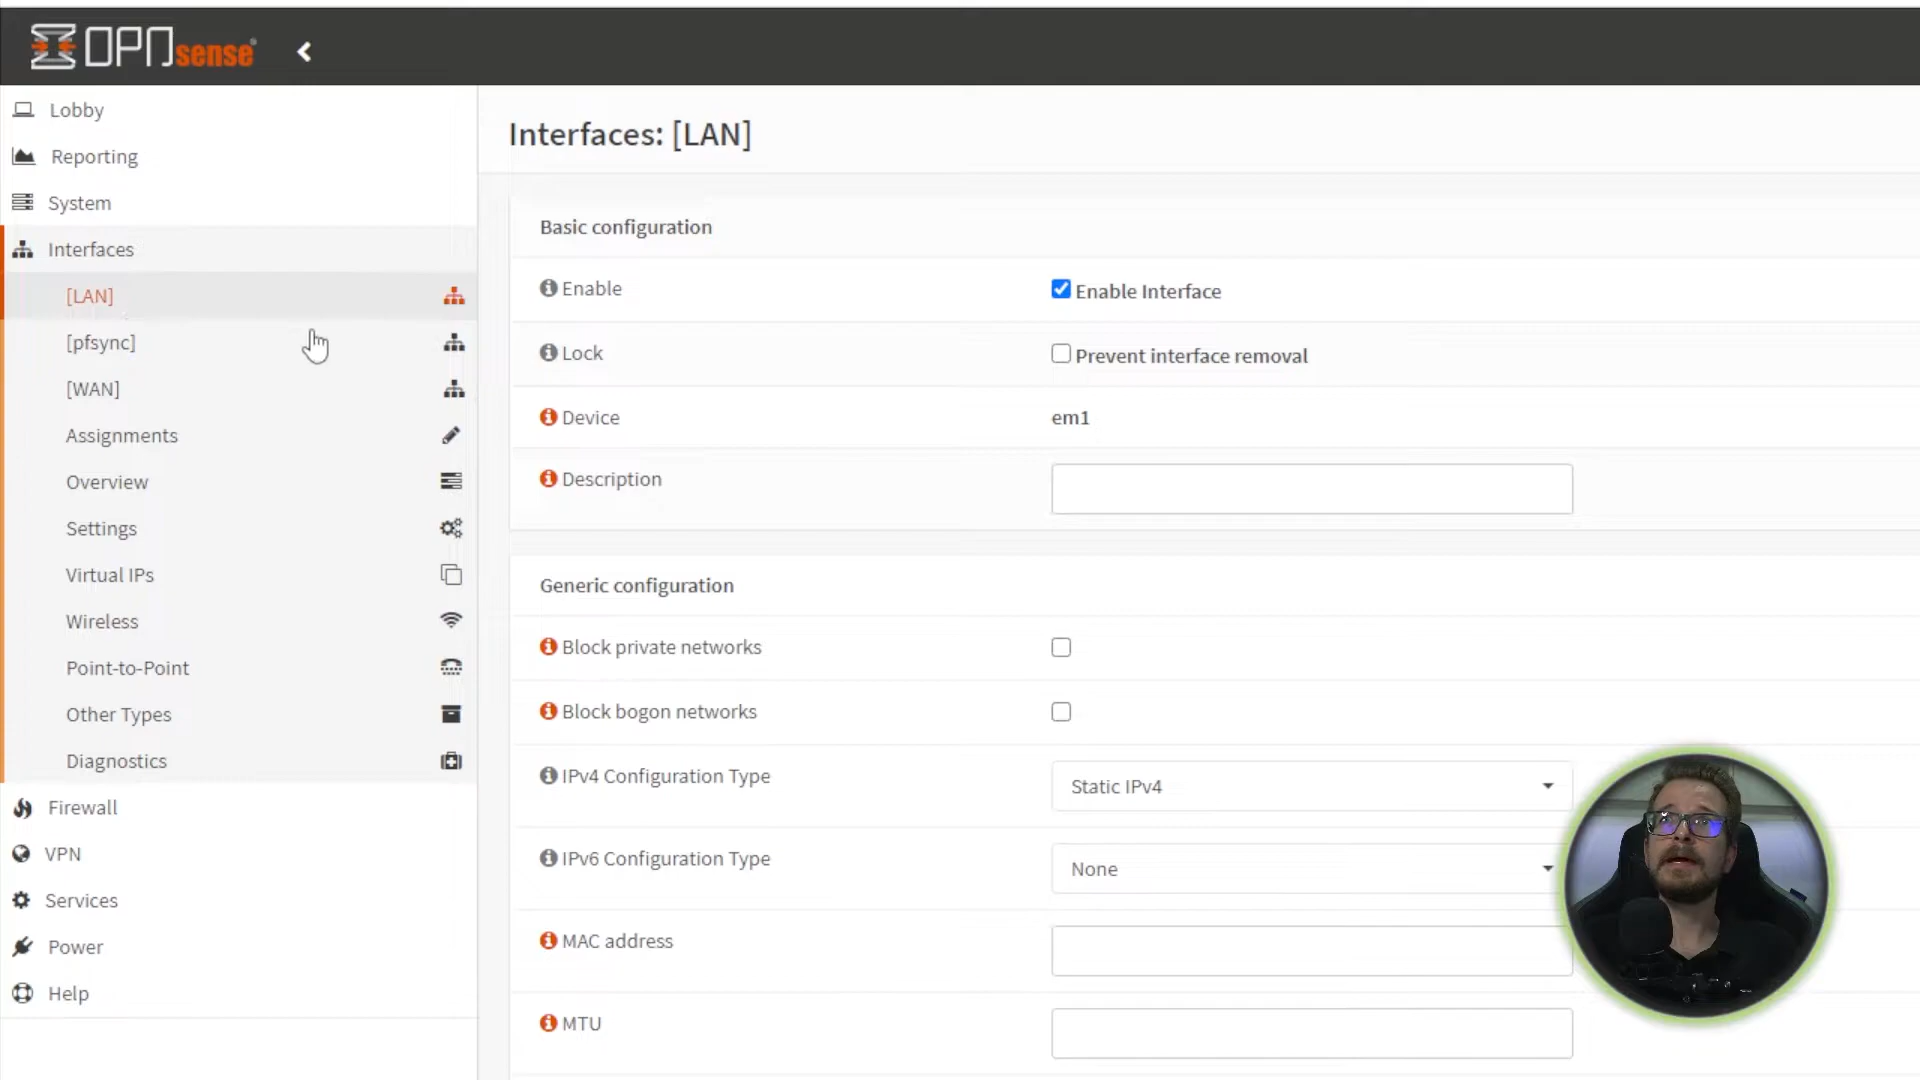 OPNsense
Lobby
Reporting
System
Interfaces
[LAN]
[pfsync]
[WAN]
Assignments
Overview
Settings
Virtual IPs
Wireless
Point-to-Point
Other Types
Diagnostics
Firewall
VPN
Services
Power
Help
Interfaces: [LAN]
Basic configuration
Enable
Enable Interface
Lock
Prevent interface removal
Device
em1
Description
Generic configuration
Block private networks
Block bogon networks
IPv4 Configuration Type
Static IPv4
IPv6 Configuration Type
None
MAC address
MTU